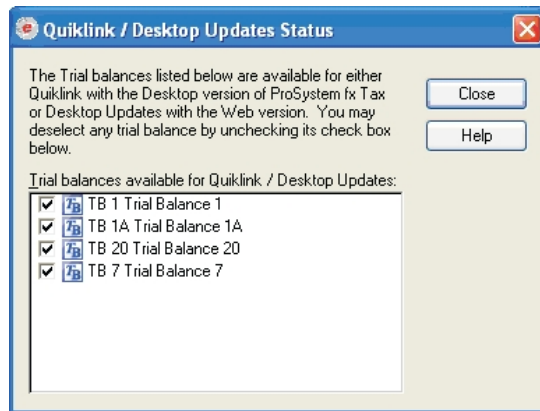 Quiklink / Desktop Updates Status
The Trial balances listed below are available for either
Quiklink with the Desktop version of ProSystem fx Tax
or Desktop Updates with the Web version. You may
deselect any trial balance by unchecking its check box
below.
Close
Help
Trial balances available for Quiklink / Desktop Updates:
TB TB 1 Trial Balance 1
TB TB 1A Trial Balance 1A
TB TB 20 Trial Balance 20
TB TB 7 Trial Balance 7